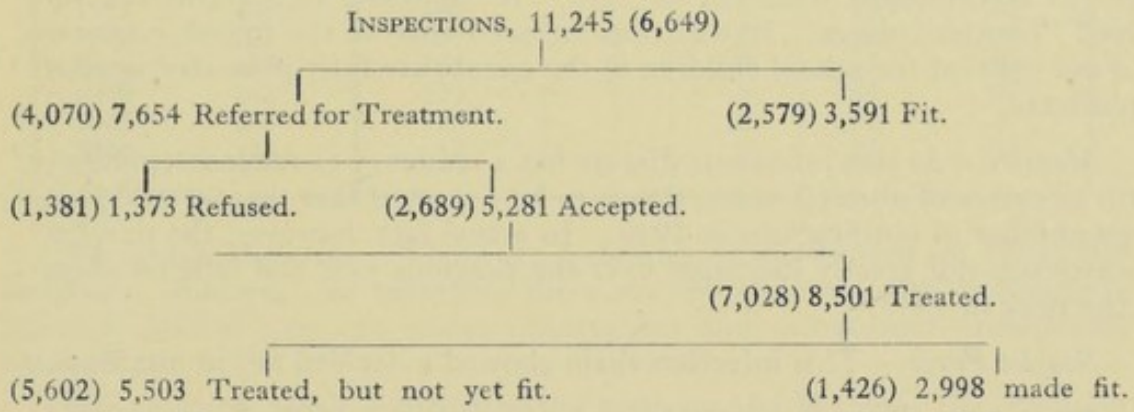 INSPECTIONS, 11,245 (6,649)
(4,070) 7,654 Referred for Treatment. (2,579) 3,591 Fit.
(1,381) 1,373 Refused. (2,689) 5,281 Accepted.
(7,028) 8,501 Treated.
(5,602) 5,503 Treated, but not yet fit. (1,426) 2,998 made fit.